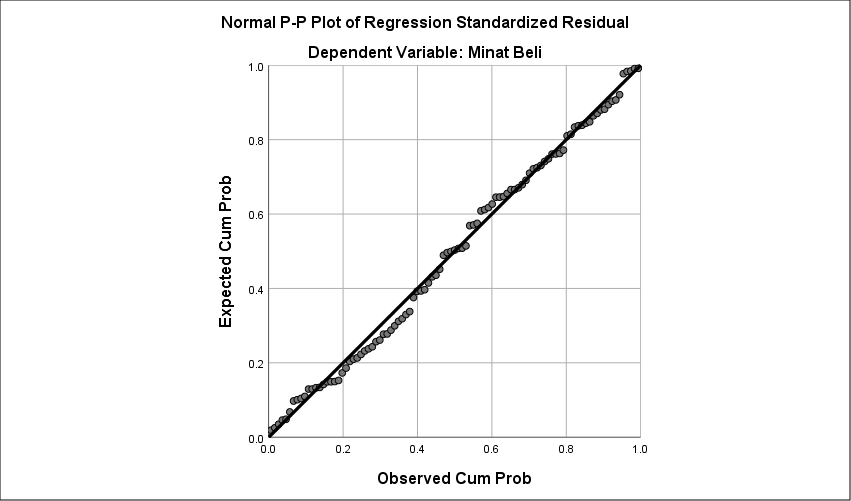 Normal P-P Plot of Regression Standardized Residual
Dependent Variable: Minat Beli
1.0
0.8
0.6
0.4
0.2
0.0
Expected Cum Prob
0.0 0.2 0.4 0.6 0.8 1.0
Observed Cum Prob